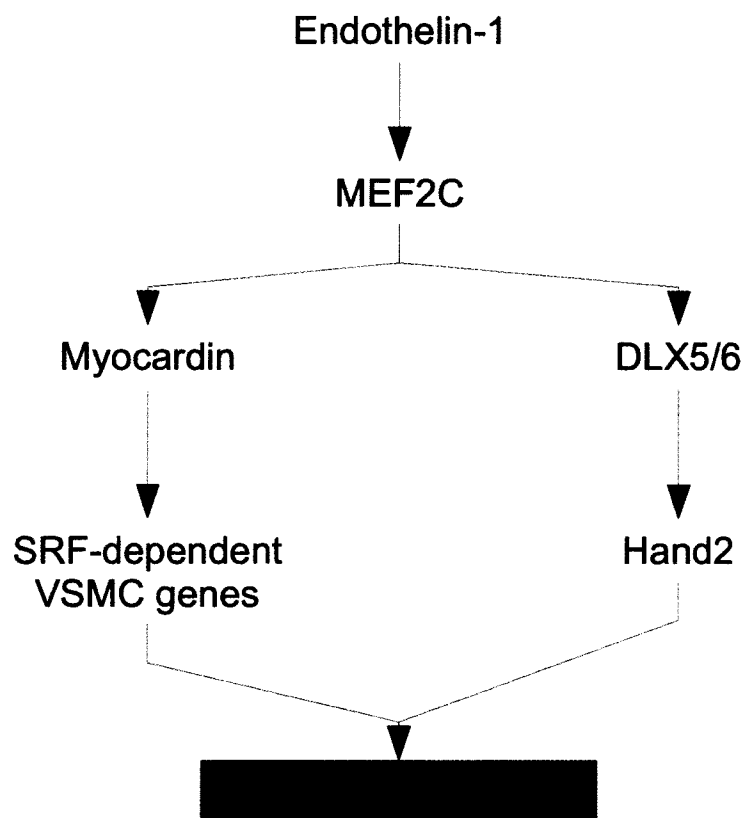 Endothelin-1
MEF2C
Myocardin
DLX5/6
SRF-dependent
VSMC genes
Hand2